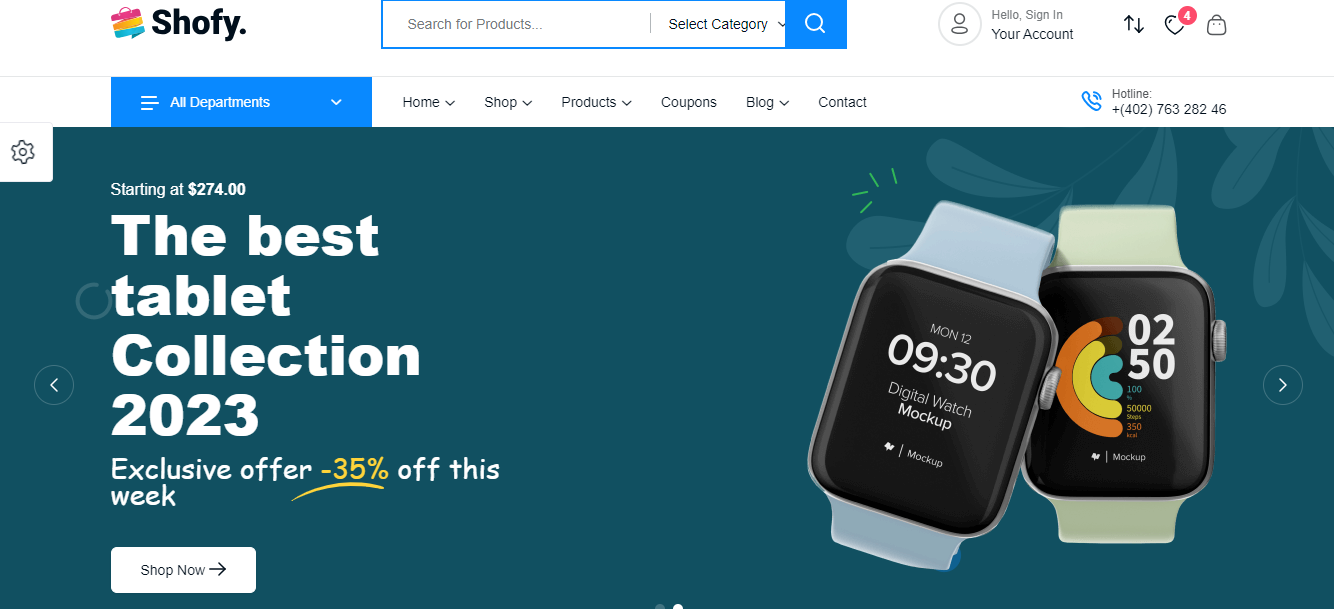 Shofy.
Search for Products...
Select Category
Hello, Sign In
Your Account
4
All Departments
Home
Shop
Products
Coupons
Blog
Contact
Hotline:
+(402) 763 282 46
Starting at $274.00
The best
tablet
Collection
2023
Exclusive offer -35% off this
week
Shop Now
MON 12
09:30
Digital Watch
Mockup
Mockup
02
50
100
%
50000
Steps
350
kcal
Mockup